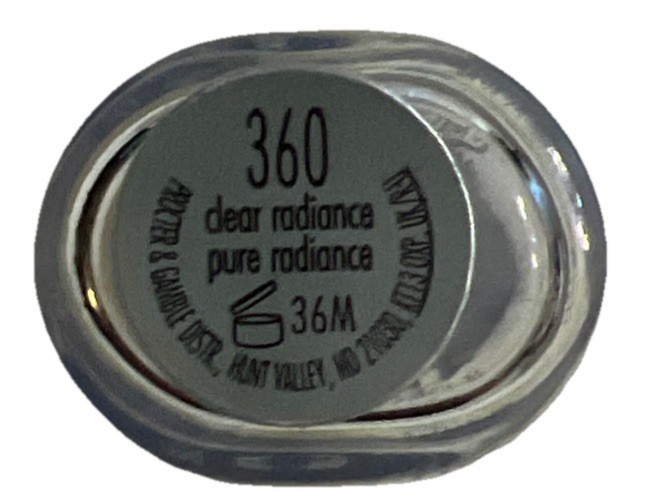 360
clear radiance
pure radiance
36M
PROCTER & GAMBLE DISTR., HUNT VALLEY, MD 21030,